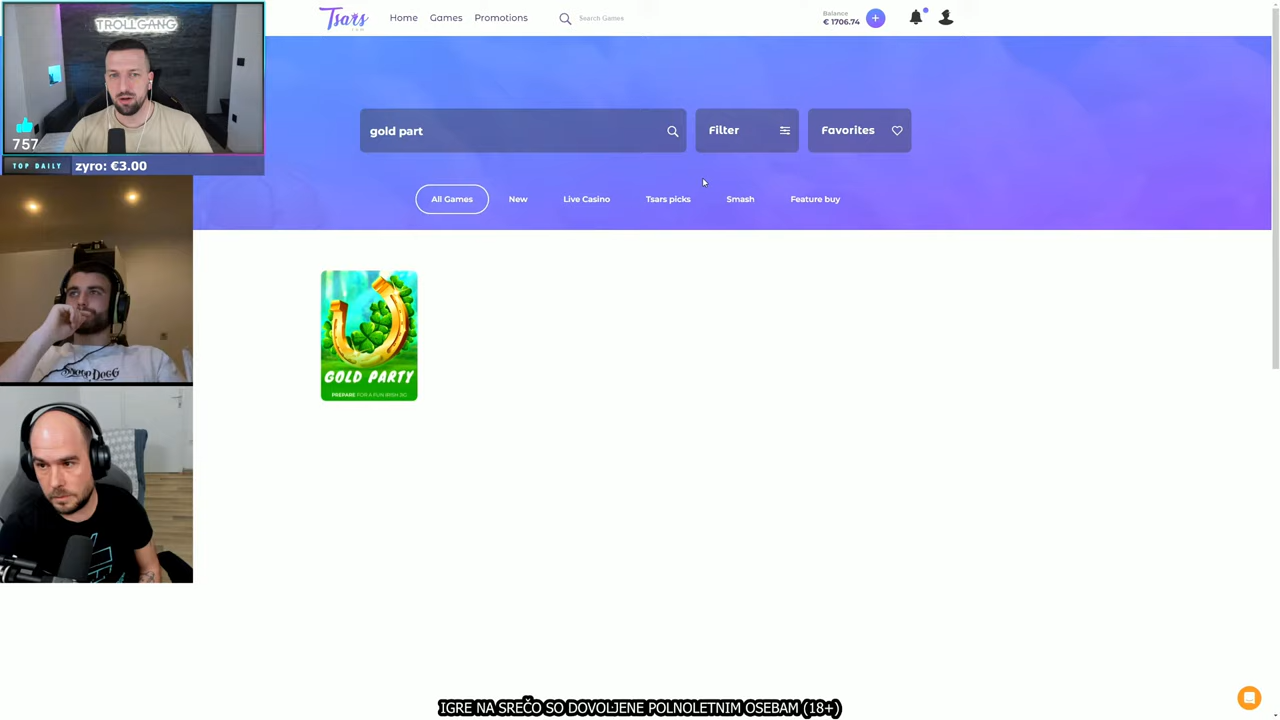 TROLLGANG
757
TOP DAILY zyro: €3.00
Tsars
Home Games Promotions Search Games
Balance
€ 1706.74
gold part Filter Favorites
All Games New Live Casino Tsars picks Smash Feature buy
GOLD PARTY
PREPARE FOR A FUN IRISH JIG
SNOOP DOGG
IGRE NA SREČO SO DOVOLJENE POLNOLETNIM OSEBAM (18+)